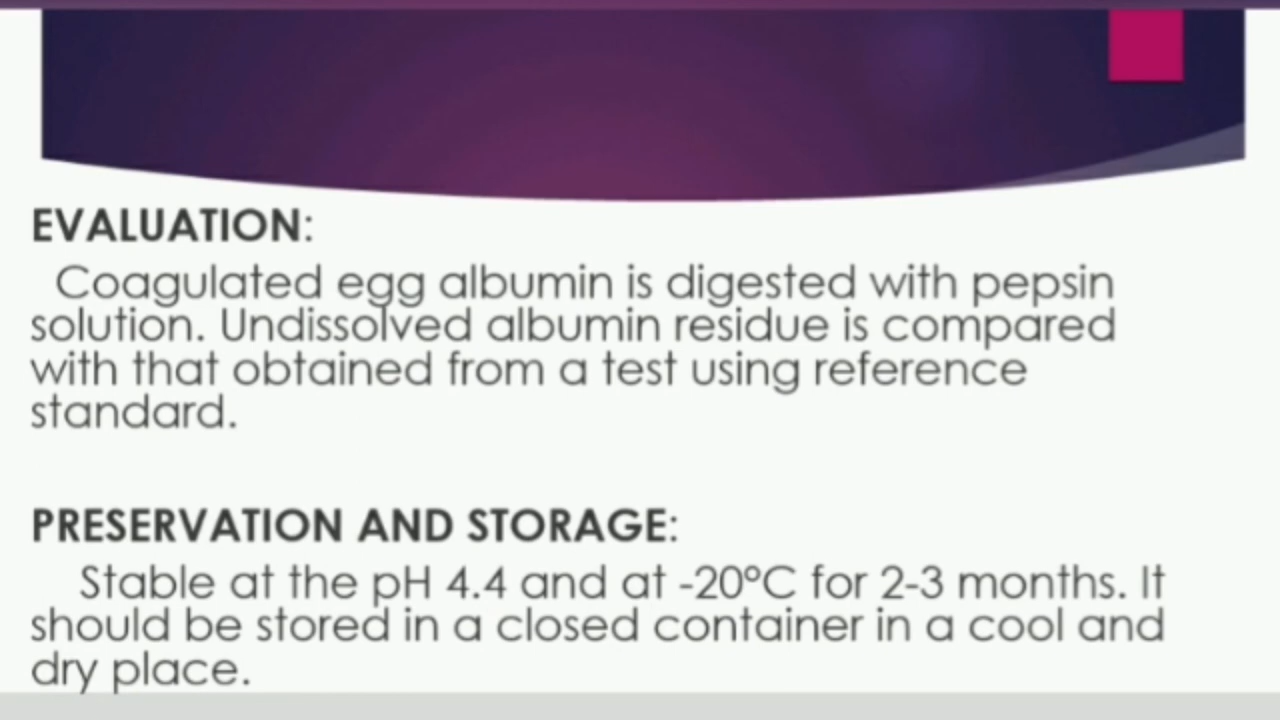 EVALUATION:
Coagulated egg albumin is digested with pepsin
solution. Undissolved albumin residue is compared
with that obtained from a test using reference
standard.
PRESERVATION AND STORAGE:
Stable at the pH 4.4 and at -20°C for 2-3 months. It
should be stored in a closed container in a cool and
dry place.